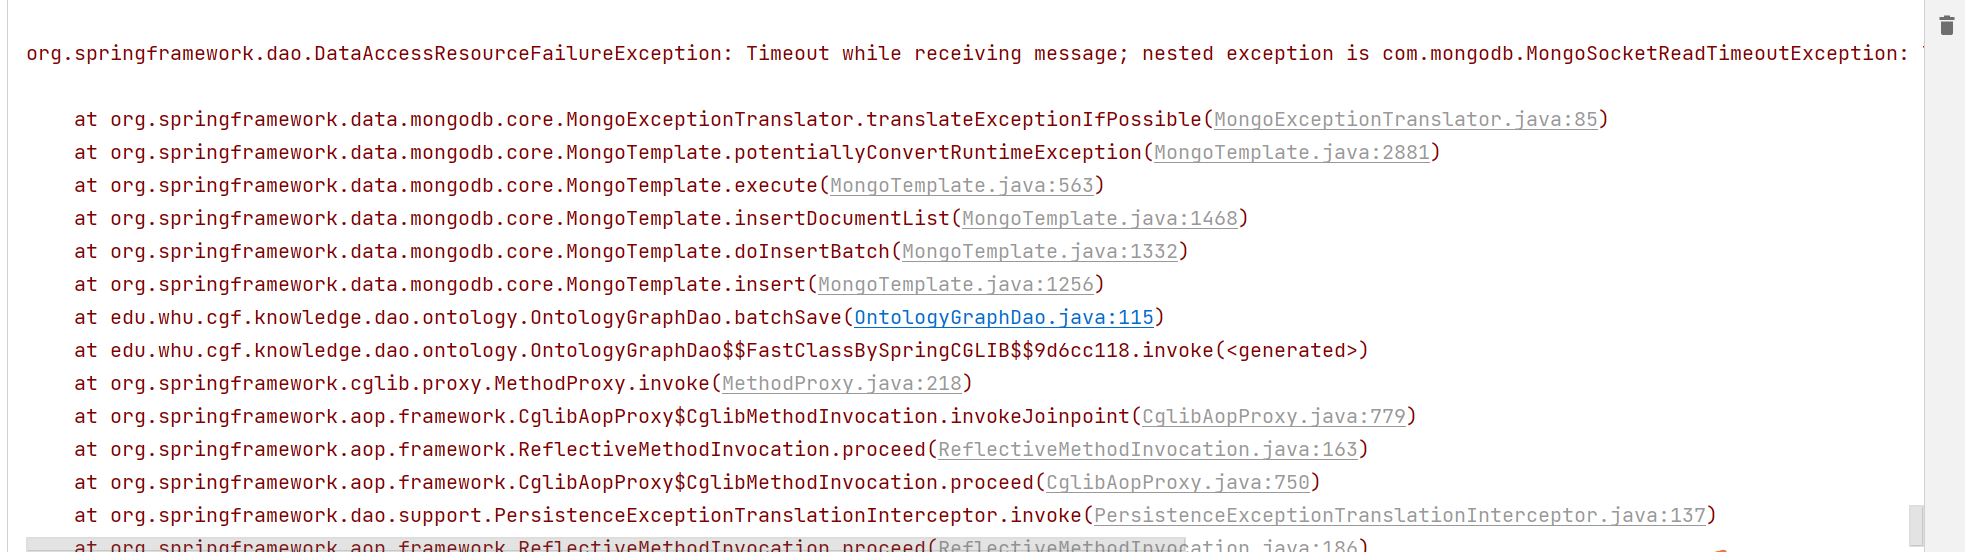 org.springframework.dao.DataAccessResourceFailureException: Timeout while receiving message; nested exception is com.mongodb.MongoSocketReadTimeoutException:
at org.springframework.data.mongodb.core.MongoExceptionTranslator.translateExceptionIfPossible(MongoExceptionTranslator.java:85)
at org.springframework.data.mongodb.core.MongoTemplate.potentiallyConvertRuntimeException(MongoTemplate.java:2881)
at org.springframework.data.mongodb.core.MongoTemplate.execute(MongoTemplate.java:563)
at org.springframework.data.mongodb.core.MongoTemplate.insertDocumentList(MongoTemplate.java:1468)
at org.springframework.data.mongodb.core.MongoTemplate.doInsertBatch(MongoTemplate.java:1332)
at org.springframework.data.mongodb.core.MongoTemplate.insert(MongoTemplate.java:1256)
at edu.whu.cgf.knowledge.dao.ontology.OntologyGraphDao.batchSave(OntologyGraphDao.java:115)
at edu.whu.cgf.knowledge.dao.ontology.OntologyGraphDao$$FastClassBySpringCGLIB$$9d6cc118.invoke(<generated>)
at org.springframework.cglib.proxy.MethodProxy.invoke(MethodProxy.java:218)
at org.springframework.aop.framework.CglibAopProxy$CglibMethodInvocation.invokeJoinpoint(CglibAopProxy.java:779)
at org.springframework.aop.framework.ReflectiveMethodInvocation.proceed(ReflectiveMethodInvocation.java:163)
at org.springframework.aop.framework.CglibAopProxy$CglibMethodInvocation.proceed(CglibAopProxy.java:750)
at org.springframework.dao.support.PersistenceExceptionTranslationInterceptor.invoke(PersistenceExceptionTranslationInterceptor.java:137)
at org.springframework.aop.framework.ReflectiveMethodInvocation.proceed(ReflectiveMethodInvocation.java:186)